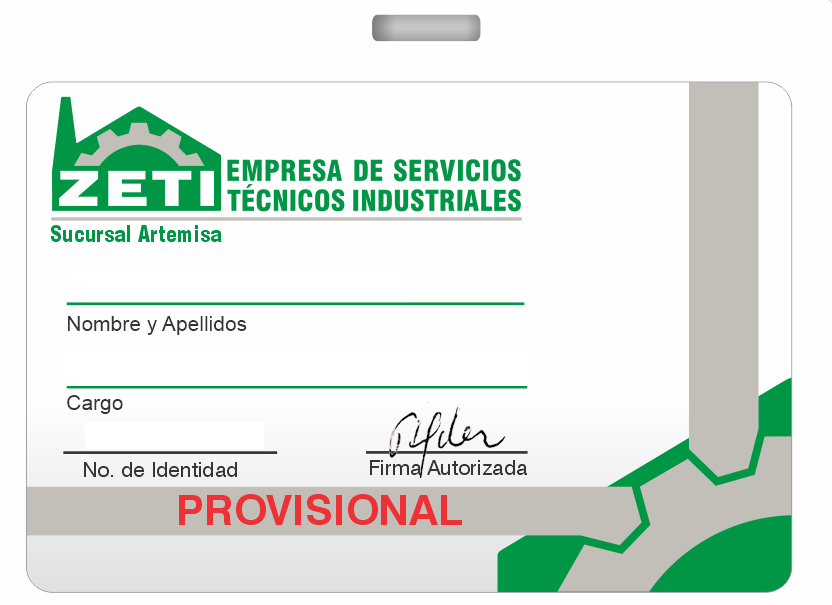 ZETI
EMPRESA DE SERVICIOS
TÉCNICOS INDUSTRIALES
Sucursal Artemisa
Nombre y Apellidos
Cargo
No. de Identidad
Firma Autorizada
PROVISIONAL